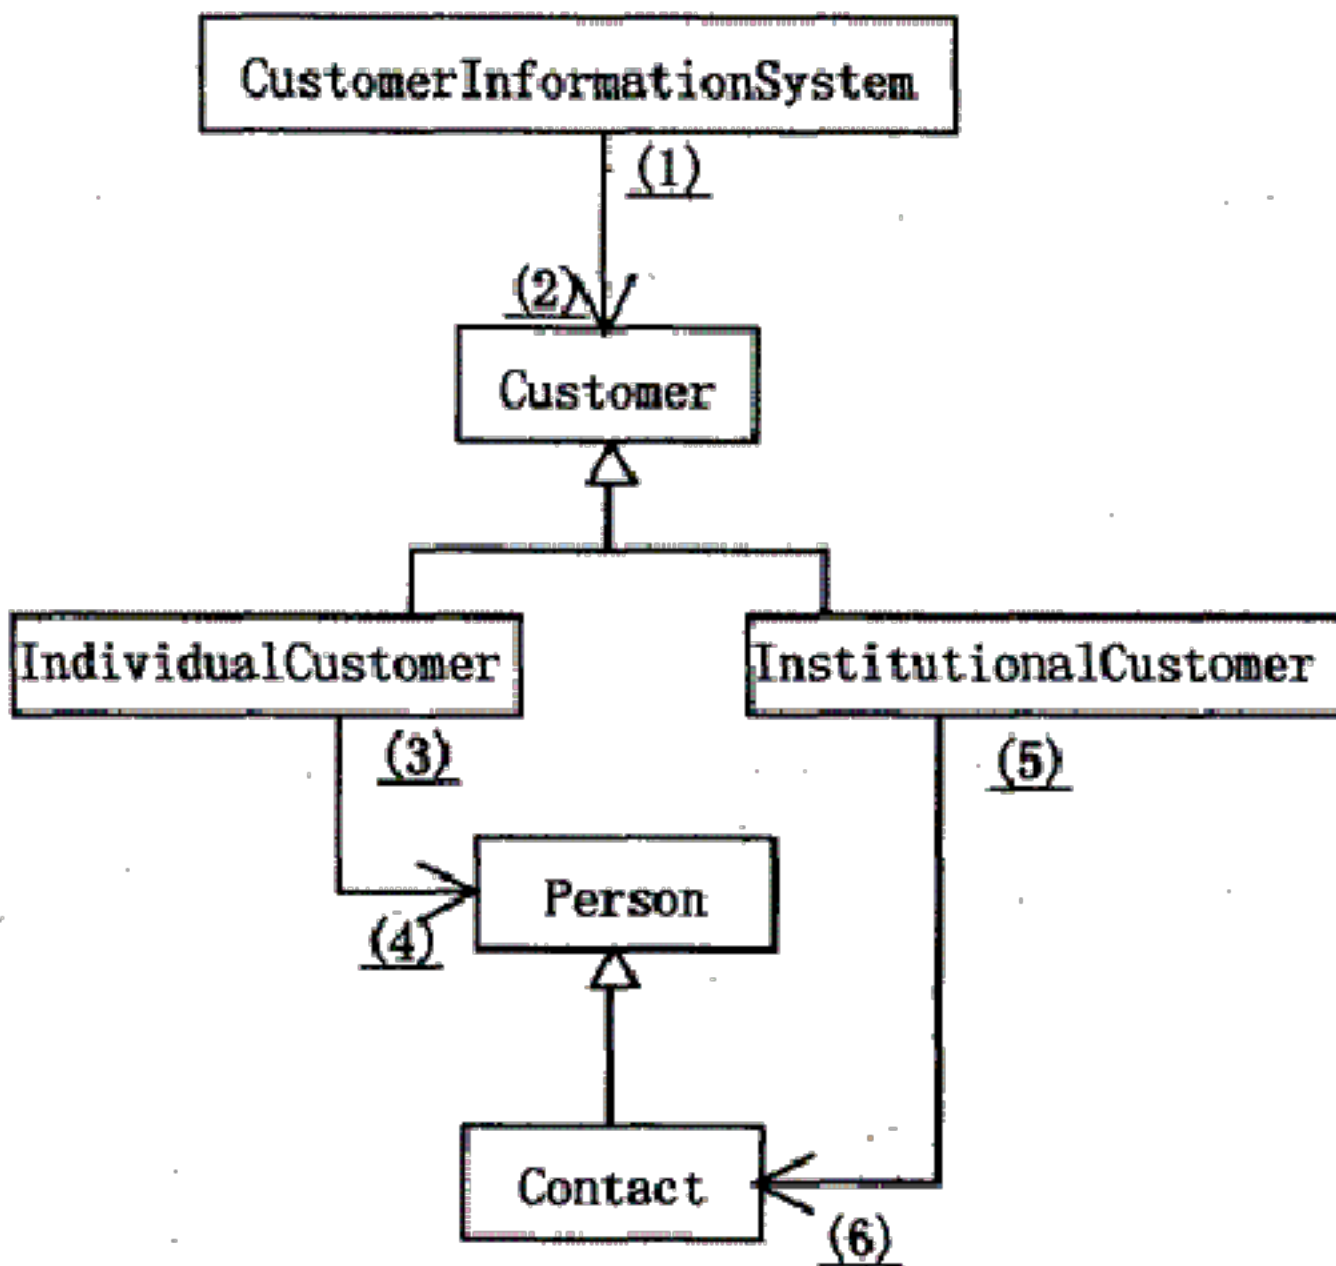 CustomerInformationSystem
(1)
(2)
Customer
IndividualCustomer
InstitutionalCustomer
(3)
(5)
Person
(4)
Contact
(6)